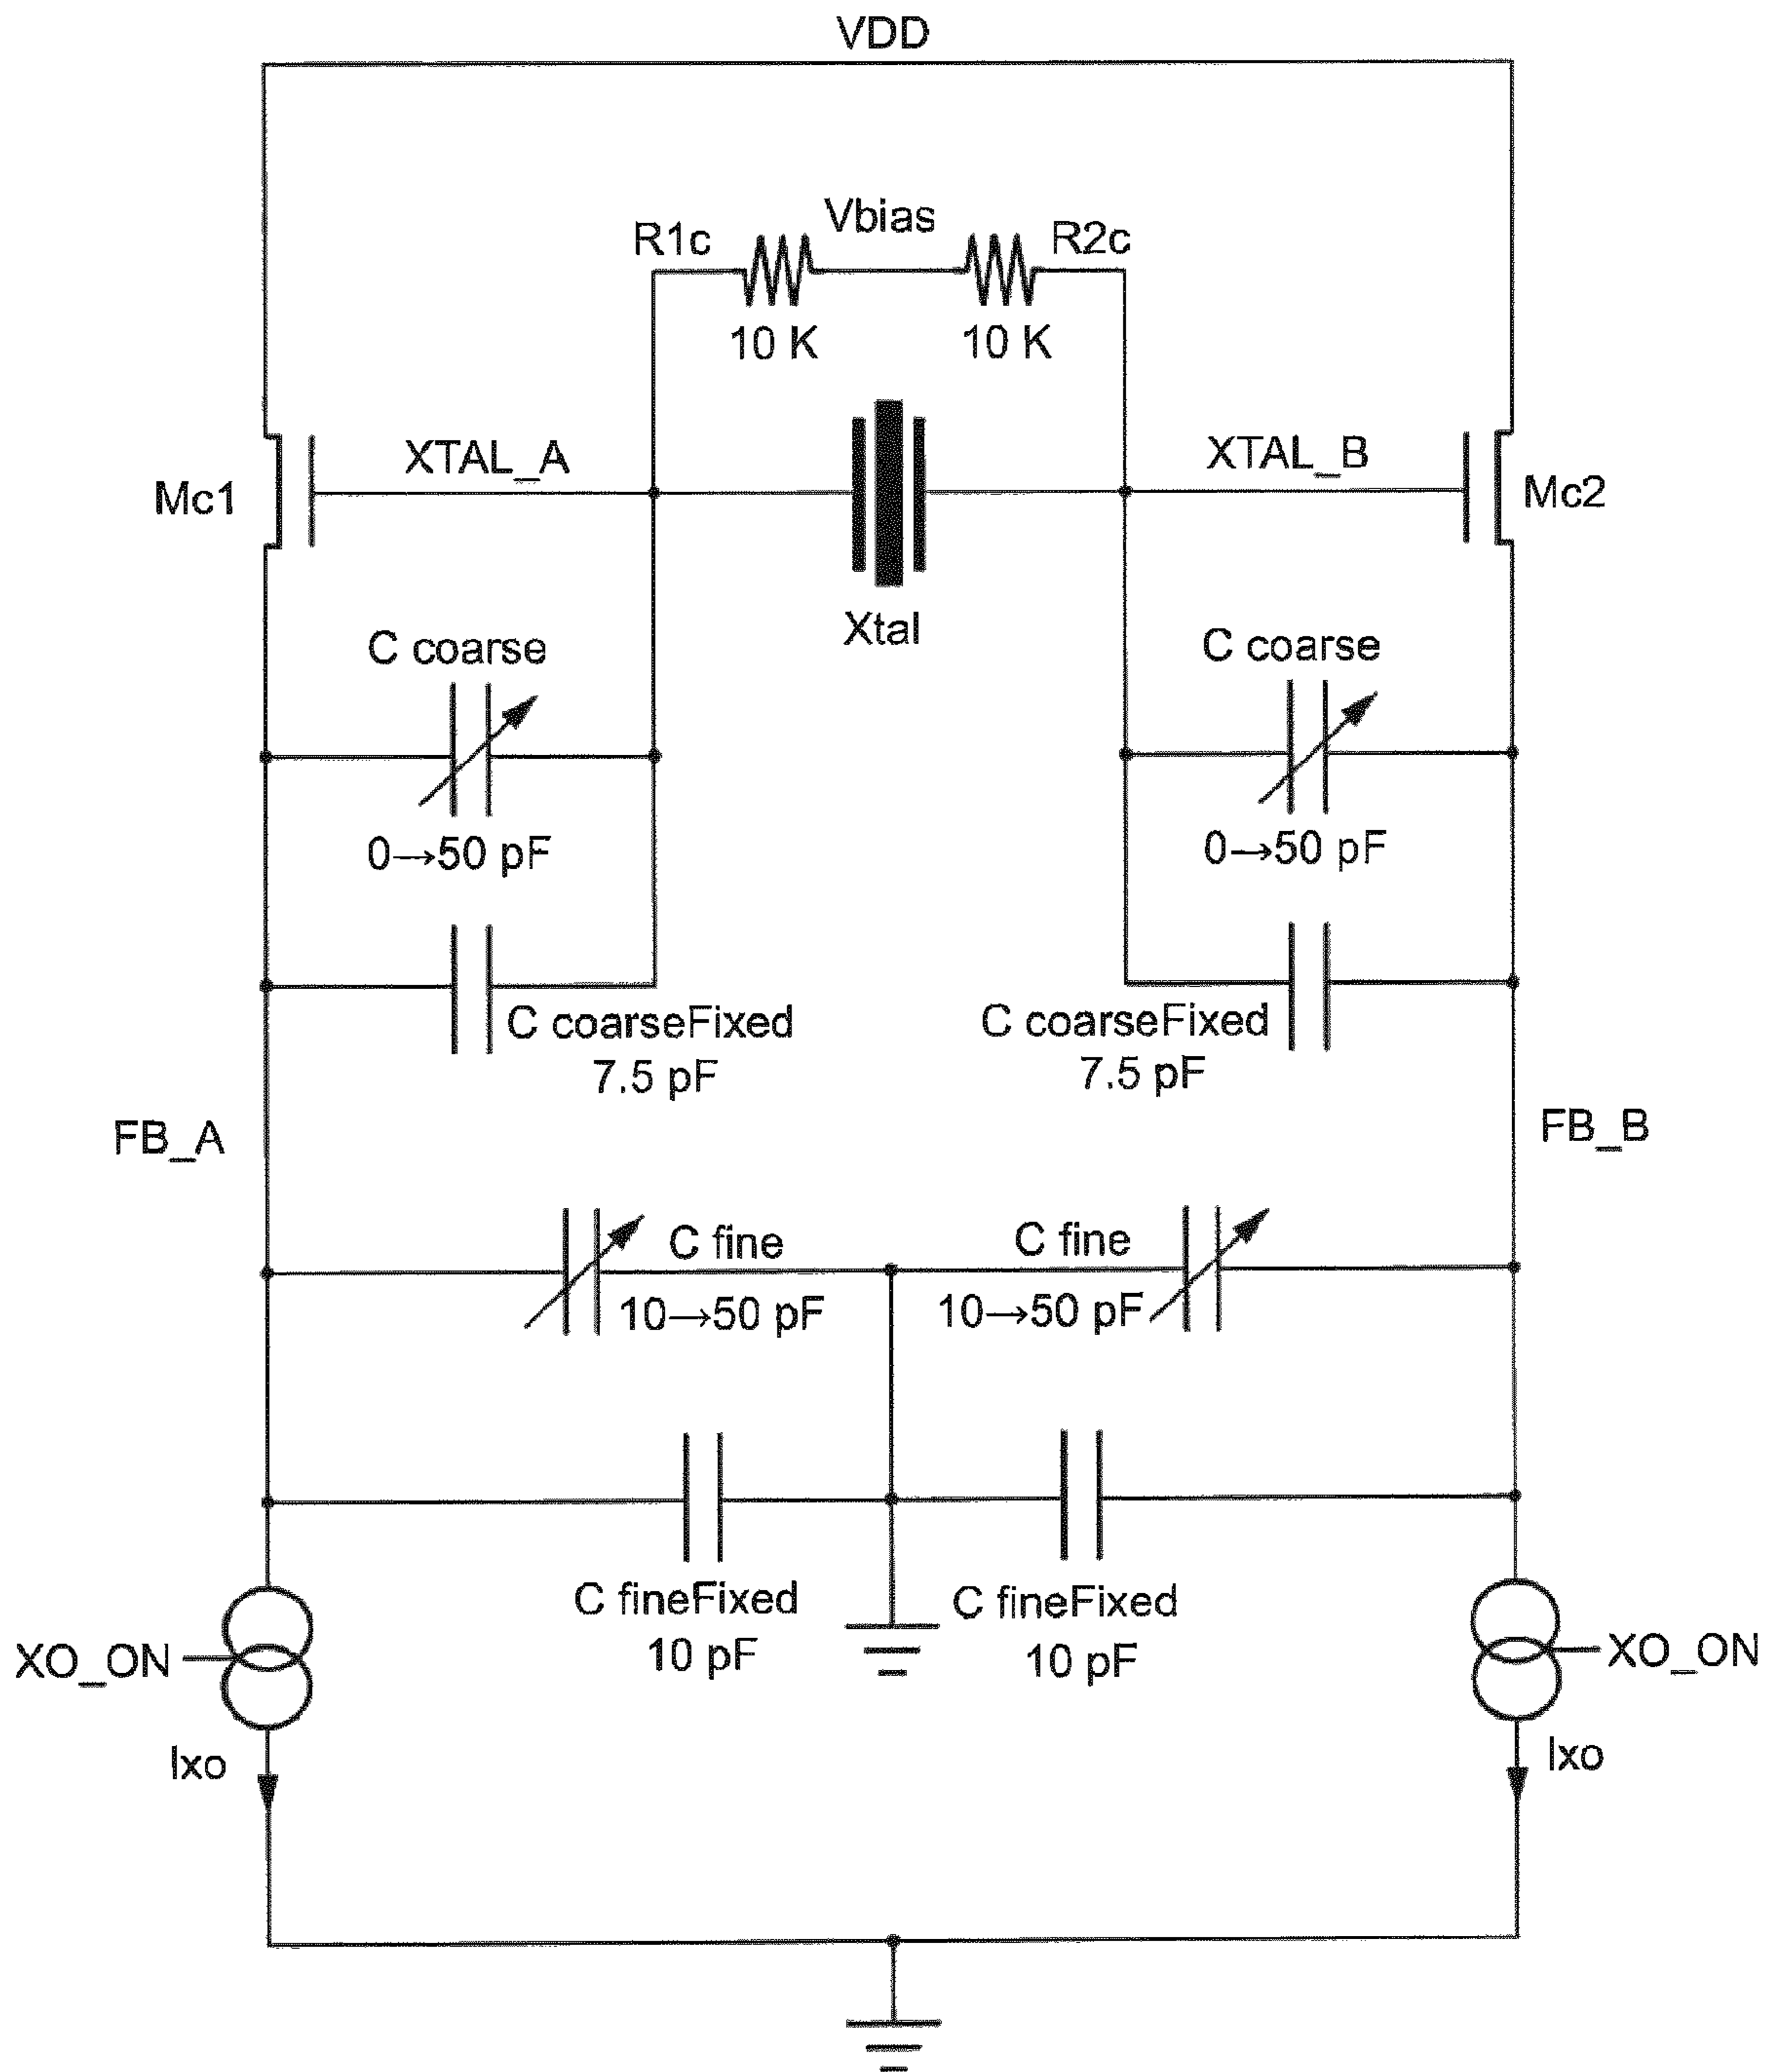 VDD
R1c
Vbias
R2c
10 K
10 K
Mc1
XTAL_A
XTAL_B
Mc2
Xtal
C coarse
C coarse
0→50 pF
0→50 pF
C coarseFixed
7.5 pF
C coarseFixed
7.5 pF
FB_A
FB_B
C fine
10→50 pF
C fine
10→50 pF
C fineFixed
10 pF
C fineFixed
10 pF
XO_ON
XO_ON
Ixo
Ixo